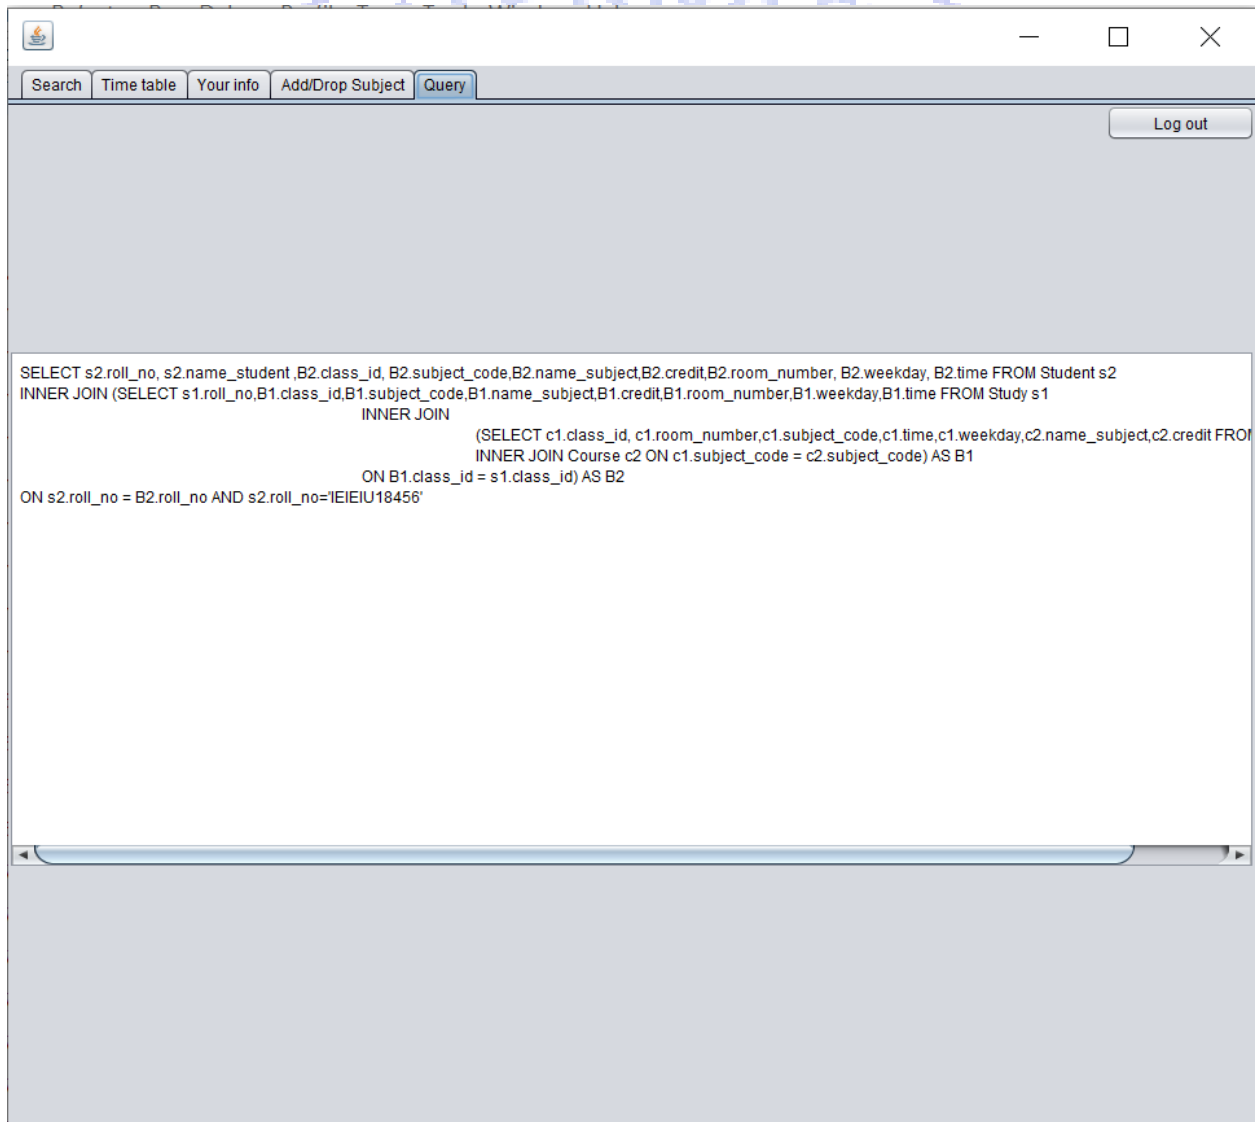 Search Time table Your info Add/Drop Subject Query
Log out
SELECT s2.roll_no, s2.name_student ,B2.class_id, B2.subject_code,B2.name_subject,B2.credit,B2.room_number, B2.weekday, B2.time FROM Student s2
INNER JOIN (SELECT s1.roll_no,B1.class_id,B1.subject_code,B1.name_subject,B1.credit,B1.room_number,B1.weekday,B1.time FROM Study s1
INNER JOIN
(SELECT c1.class_id, c1.room_number,c1.subject_code,c1.time,c1.weekday,c2.name_subject,c2.credit FRO
INNER JOIN Course c2 ON c1.subject_code = c2.subject_code) AS B1
ON B1.class_id = s1.class_id) AS B2
ON s2.roll_no = B2.roll_no AND s2.roll_no='IEIEIU18456'